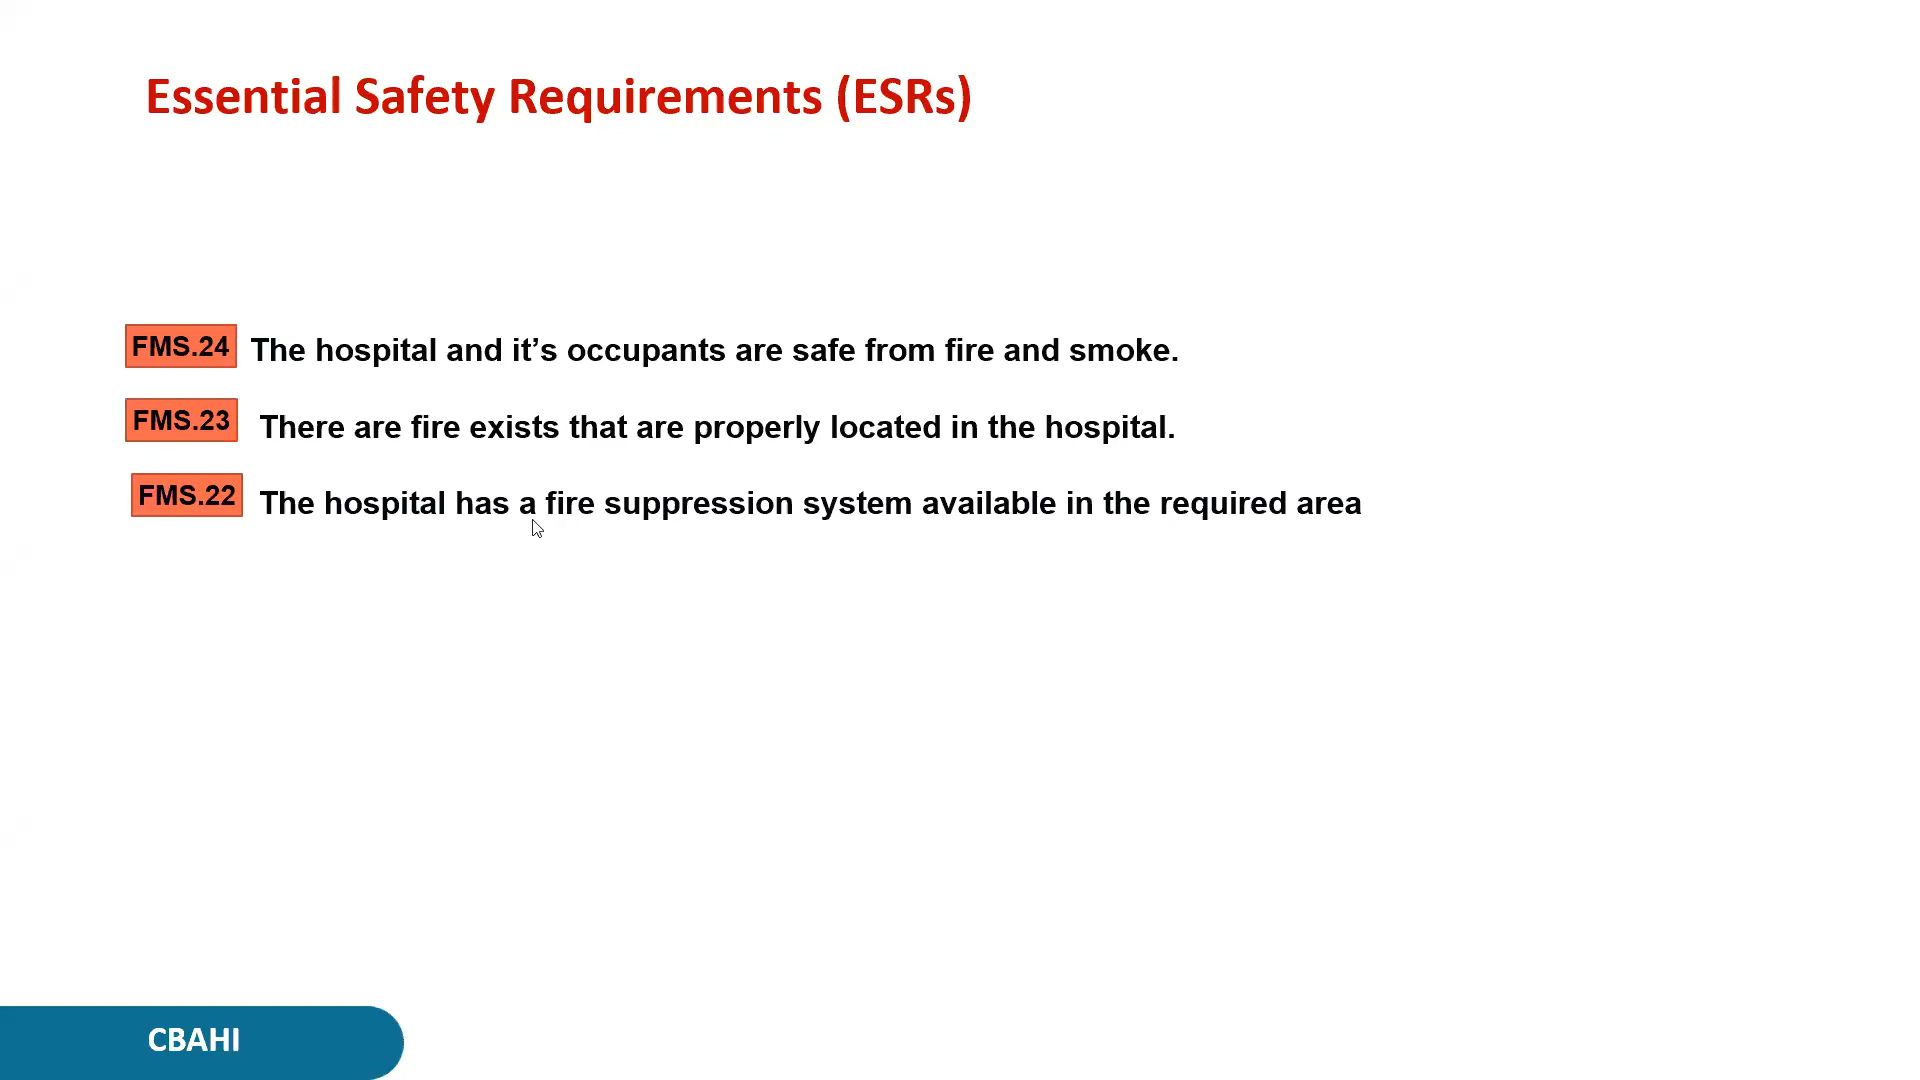 Essential Safety Requirements (ESRs)
FMS.24 The hospital and it’s occupants are safe from fire and smoke.
FMS.23 There are fire exists that are properly located in the hospital.
FMS.22 The hospital has a fire suppression system available in the required area
CBAHI